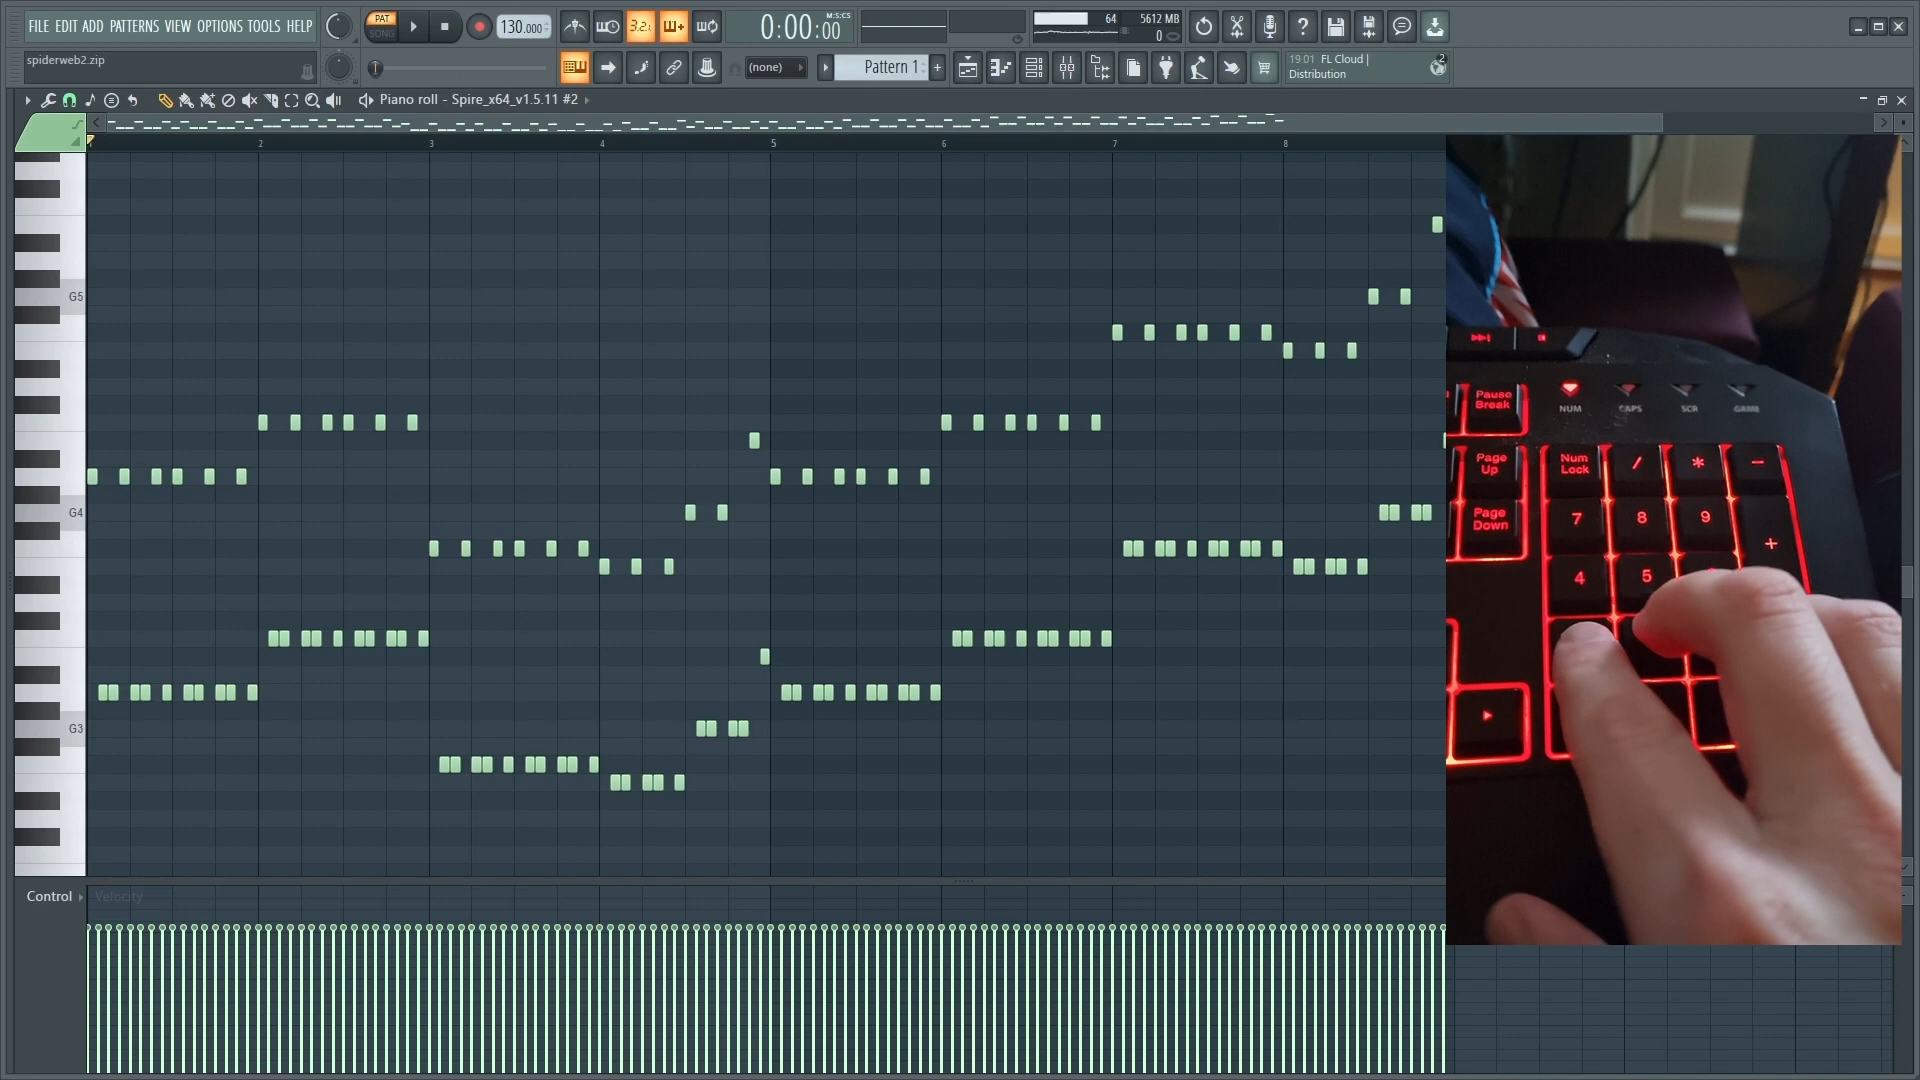 FILE EDIT ADD PATTERNS VIEW OPTIONS TOOLS HELP
PAT
SONG
130.000
3.2.
0:00:00
M:S:CS
64
5612 MB
0
spiderweb2.zip
(none)
Pattern 1
19.01 FL Cloud |
Distribution
2
Piano roll - Spire_x64_v1.5.11 #2
2 3 4 5 6 7 8
G5
G4
G3
Control
Velocity
Pause
Break
NUM
CAPS
SCR
GAME
Page
Up
Num
Lock
/
*
-
Page
Down
7
8
9
+
4
5